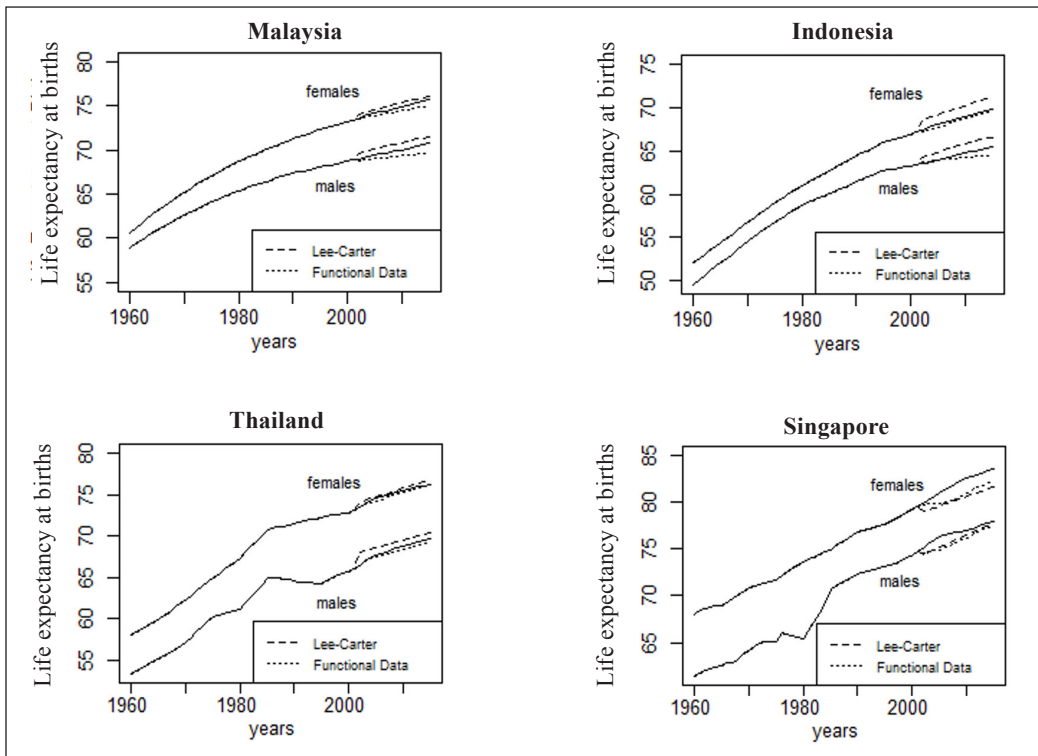 Malaysia
Life expectancy at births
80
75
70
65
60
55
females
males
Lee-Carter
Functional Data
1960
1980
2000
years
Indonesia
Life expectancy at births
75
70
65
60
55
50
females
males
Lee-Carter
Functional Data
1960
1980
2000
years
Thailand
Life expectancy at births
80
75
70
65
60
55
females
males
Lee-Carter
Functional Data
1960
1980
2000
years
Singapore
Life expectancy at births
85
80
75
70
65
females
males
Lee-Carter
Functional Data
1960
1980
2000
years